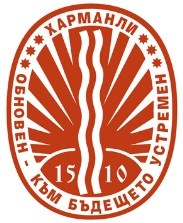 ХАРМАНЛИ
ОБНОВЕН - КЪМ БЪДЕЩЕТО УСТРЕМЕН
1510